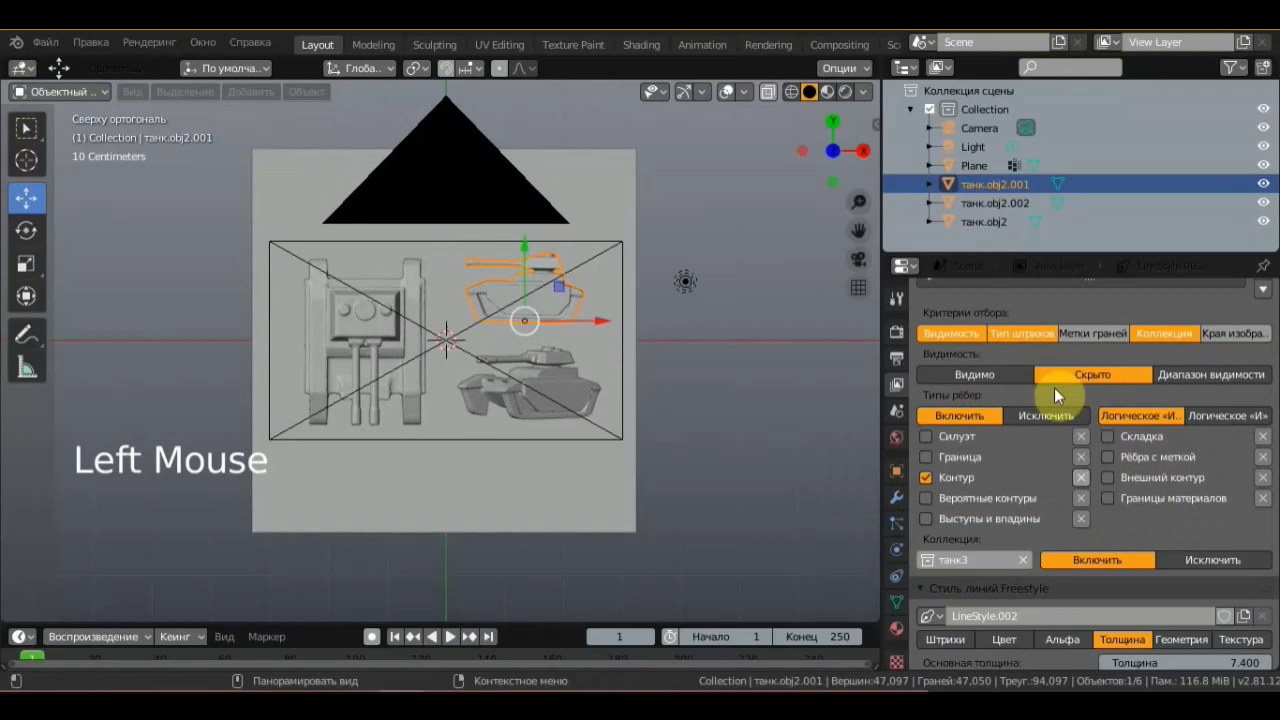 Файл Правка Рендеринг Окно Справка Layout Modeling Sculpting UV Editing Texture Paint Shading Animation Rendering Compositing Sc Scene View Layer
Ориентация По умолча.. Глоба.. Опции
Объектный .. Вид Выделение Добавить Объект
Сверху ортогональ
(1) Collection | танк.obj2.001
10 Centimeters
Y
X
Z
Left Mouse
Коллекция сцены
Collection
Camera
Light
Plane
танк.obj2.001
танк.obj2.002
танк.obj2
Scene View Layer LineStyle.002
Критерии отбора:
Видимость Тип штрихов Метки граней Коллекция Края изобра..
Видимость:
Видимо Скрыто Диапазон видимости
Типы рёбер:
Включить Исключить Логическое «И.. Логическое «И»
Силуэт Складка
Граница Рёбра с меткой
Контур Внешний контур
Вероятные контуры Границы материалов
Выступы и впадины
Коллекция:
танк3 Включить Исключить
Стиль линий Freestyle
LineStyle.002
Штрихи Цвет Альфа Толщина Геометрия Текстура
Основная толщина: Толщина 7.400
Воспроизведение Кеинг Вид Маркер 1 Начало 1 Конец 250
Панорамировать вид Контекстное меню Collection | танк.obj2.001 | Вершин:47,097 | Граней:47,050 | Треуг.:94,097 | Объектов:1/6 | Пам.: 116.8 MiB | v2.81.12